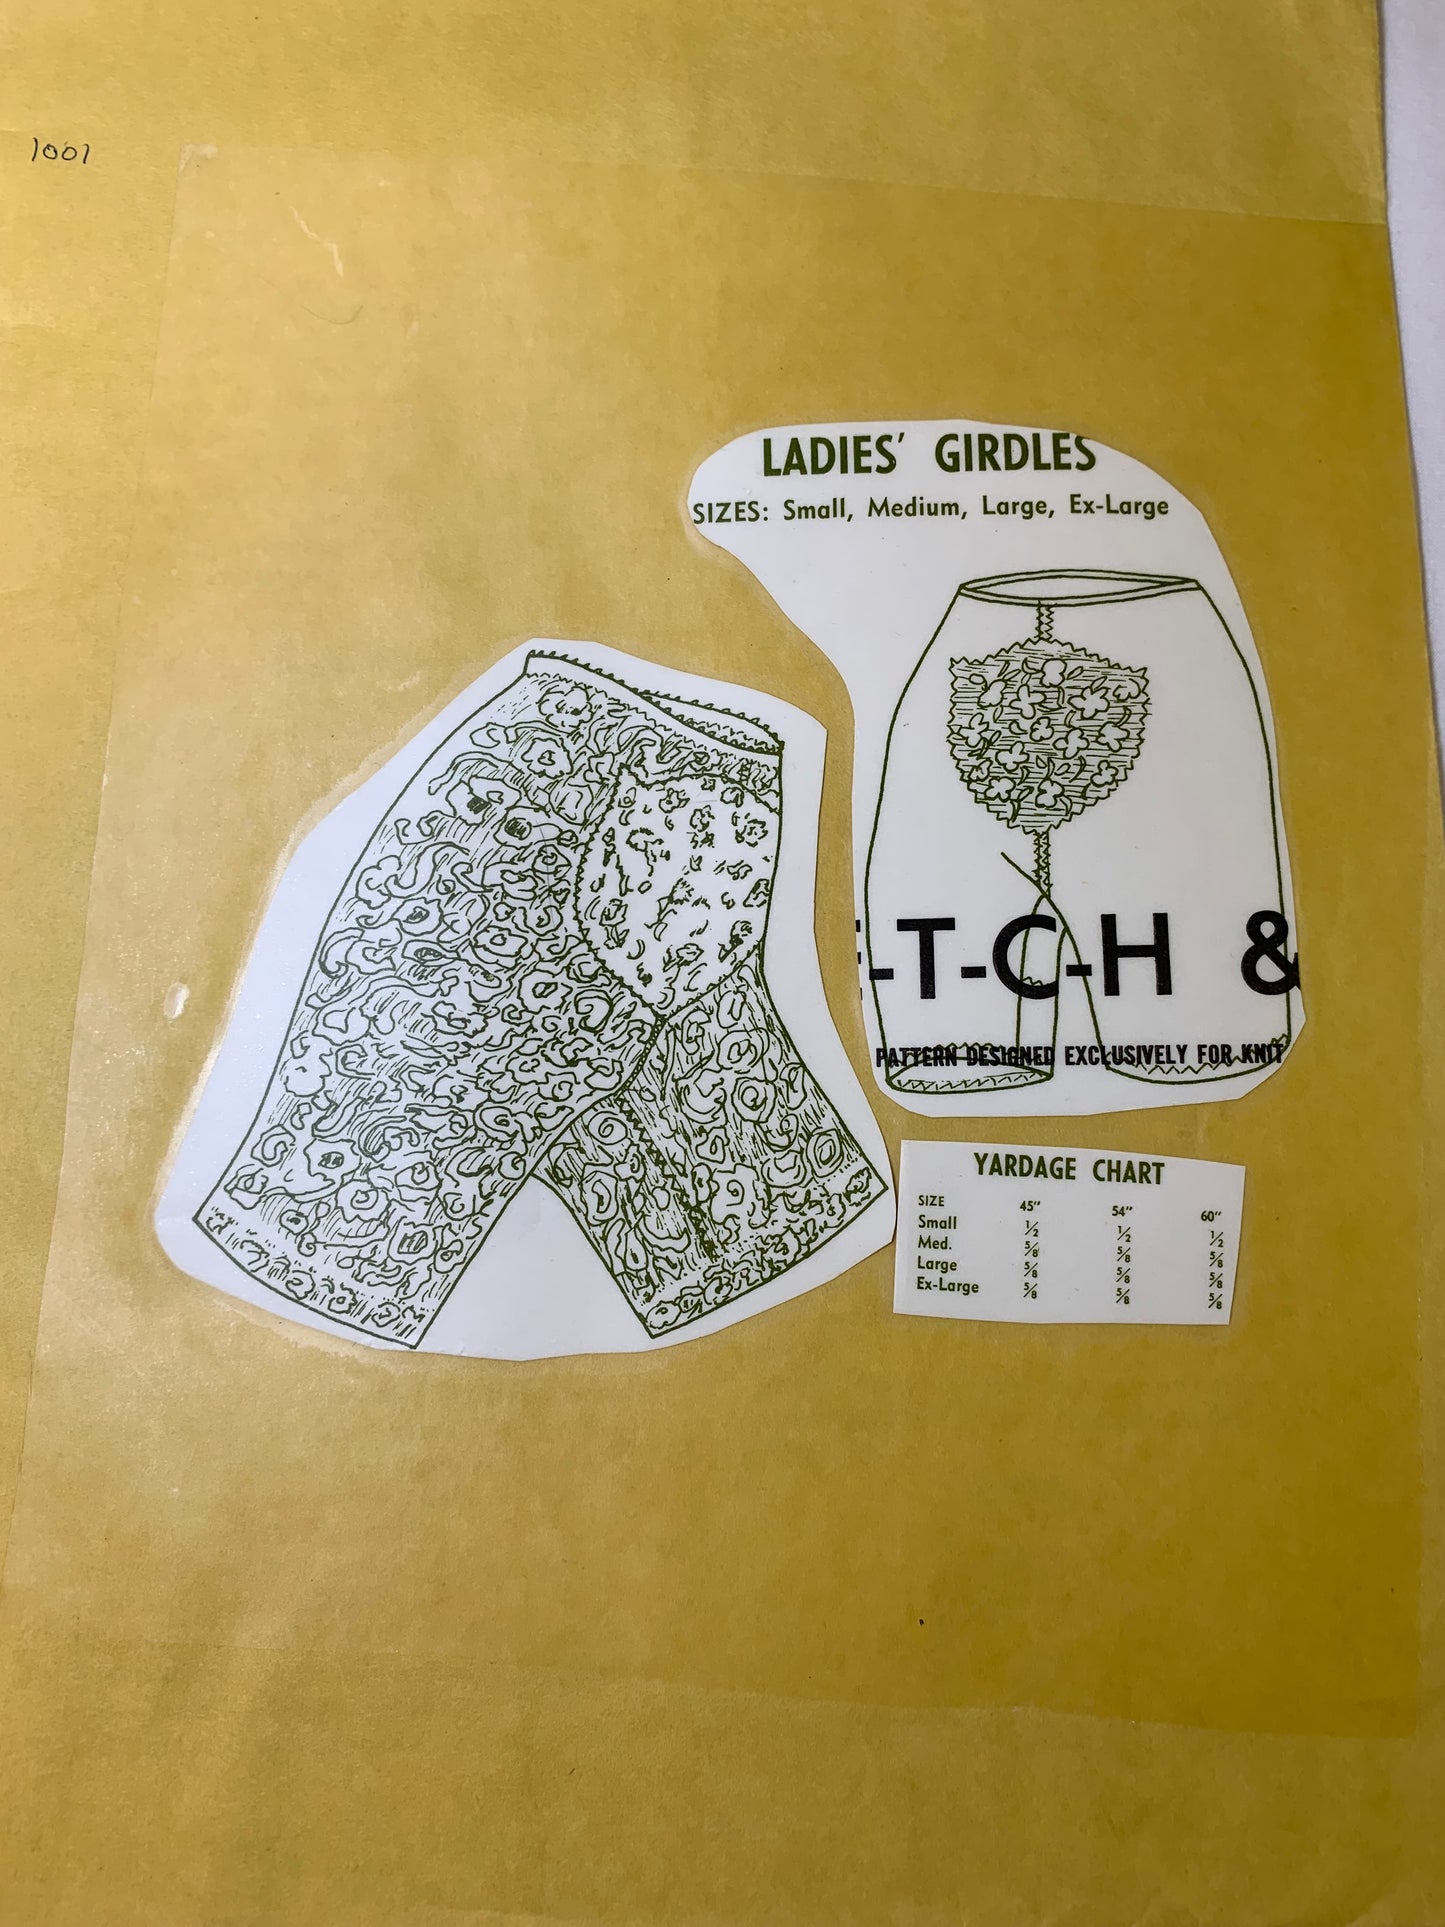 1001
LADIES' GIRDLES
SIZES: Small, Medium, Large, Ex-Large
-T-C-H &
PATTERN DESIGNED EXCLUSIVELY FOR KNIT
YARDAGE CHART
SIZE 45" 54" 60"
Small 1/2 1/2 1/2
Med. 5/8 5/8 5/8
Large 5/8 5/8 5/8
Ex-Large 5/8 5/8 5/8